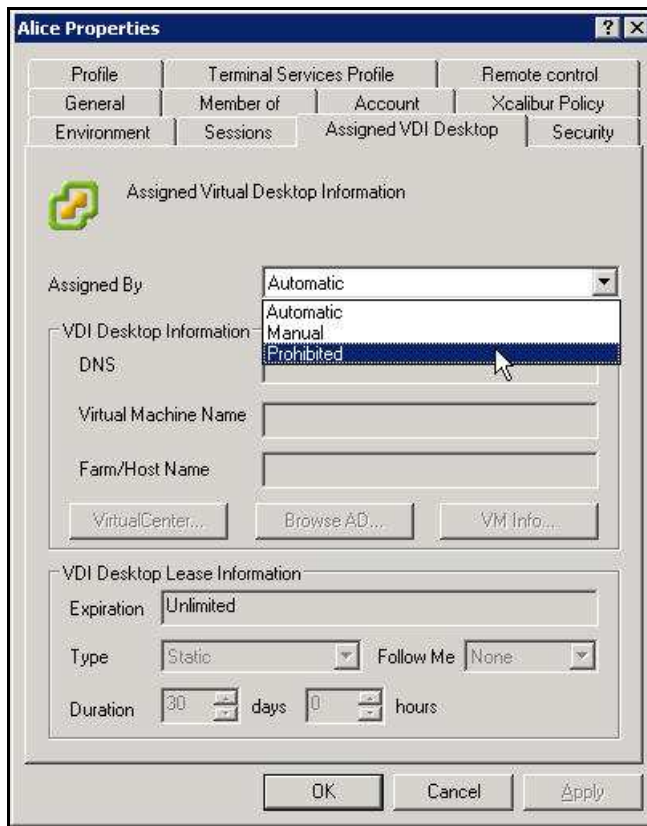 Alice Properties
Profile Terminal Services Profile Remote control
General Member of Account Xcalibur Policy
Environment Sessions Assigned VDI Desktop Security
Assigned Virtual Desktop Information
Assigned By Automatic
Automatic
Manual
Prohibited
VDI Desktop Information
DNS
Virtual Machine Name
Farm/Host Name
VirtualCenter... Browse AD... VM Info...
VDI Desktop Lease Information
Expiration Unlimited
Type Static Follow Me None
Duration 30 days 0 hours
OK Cancel Apply